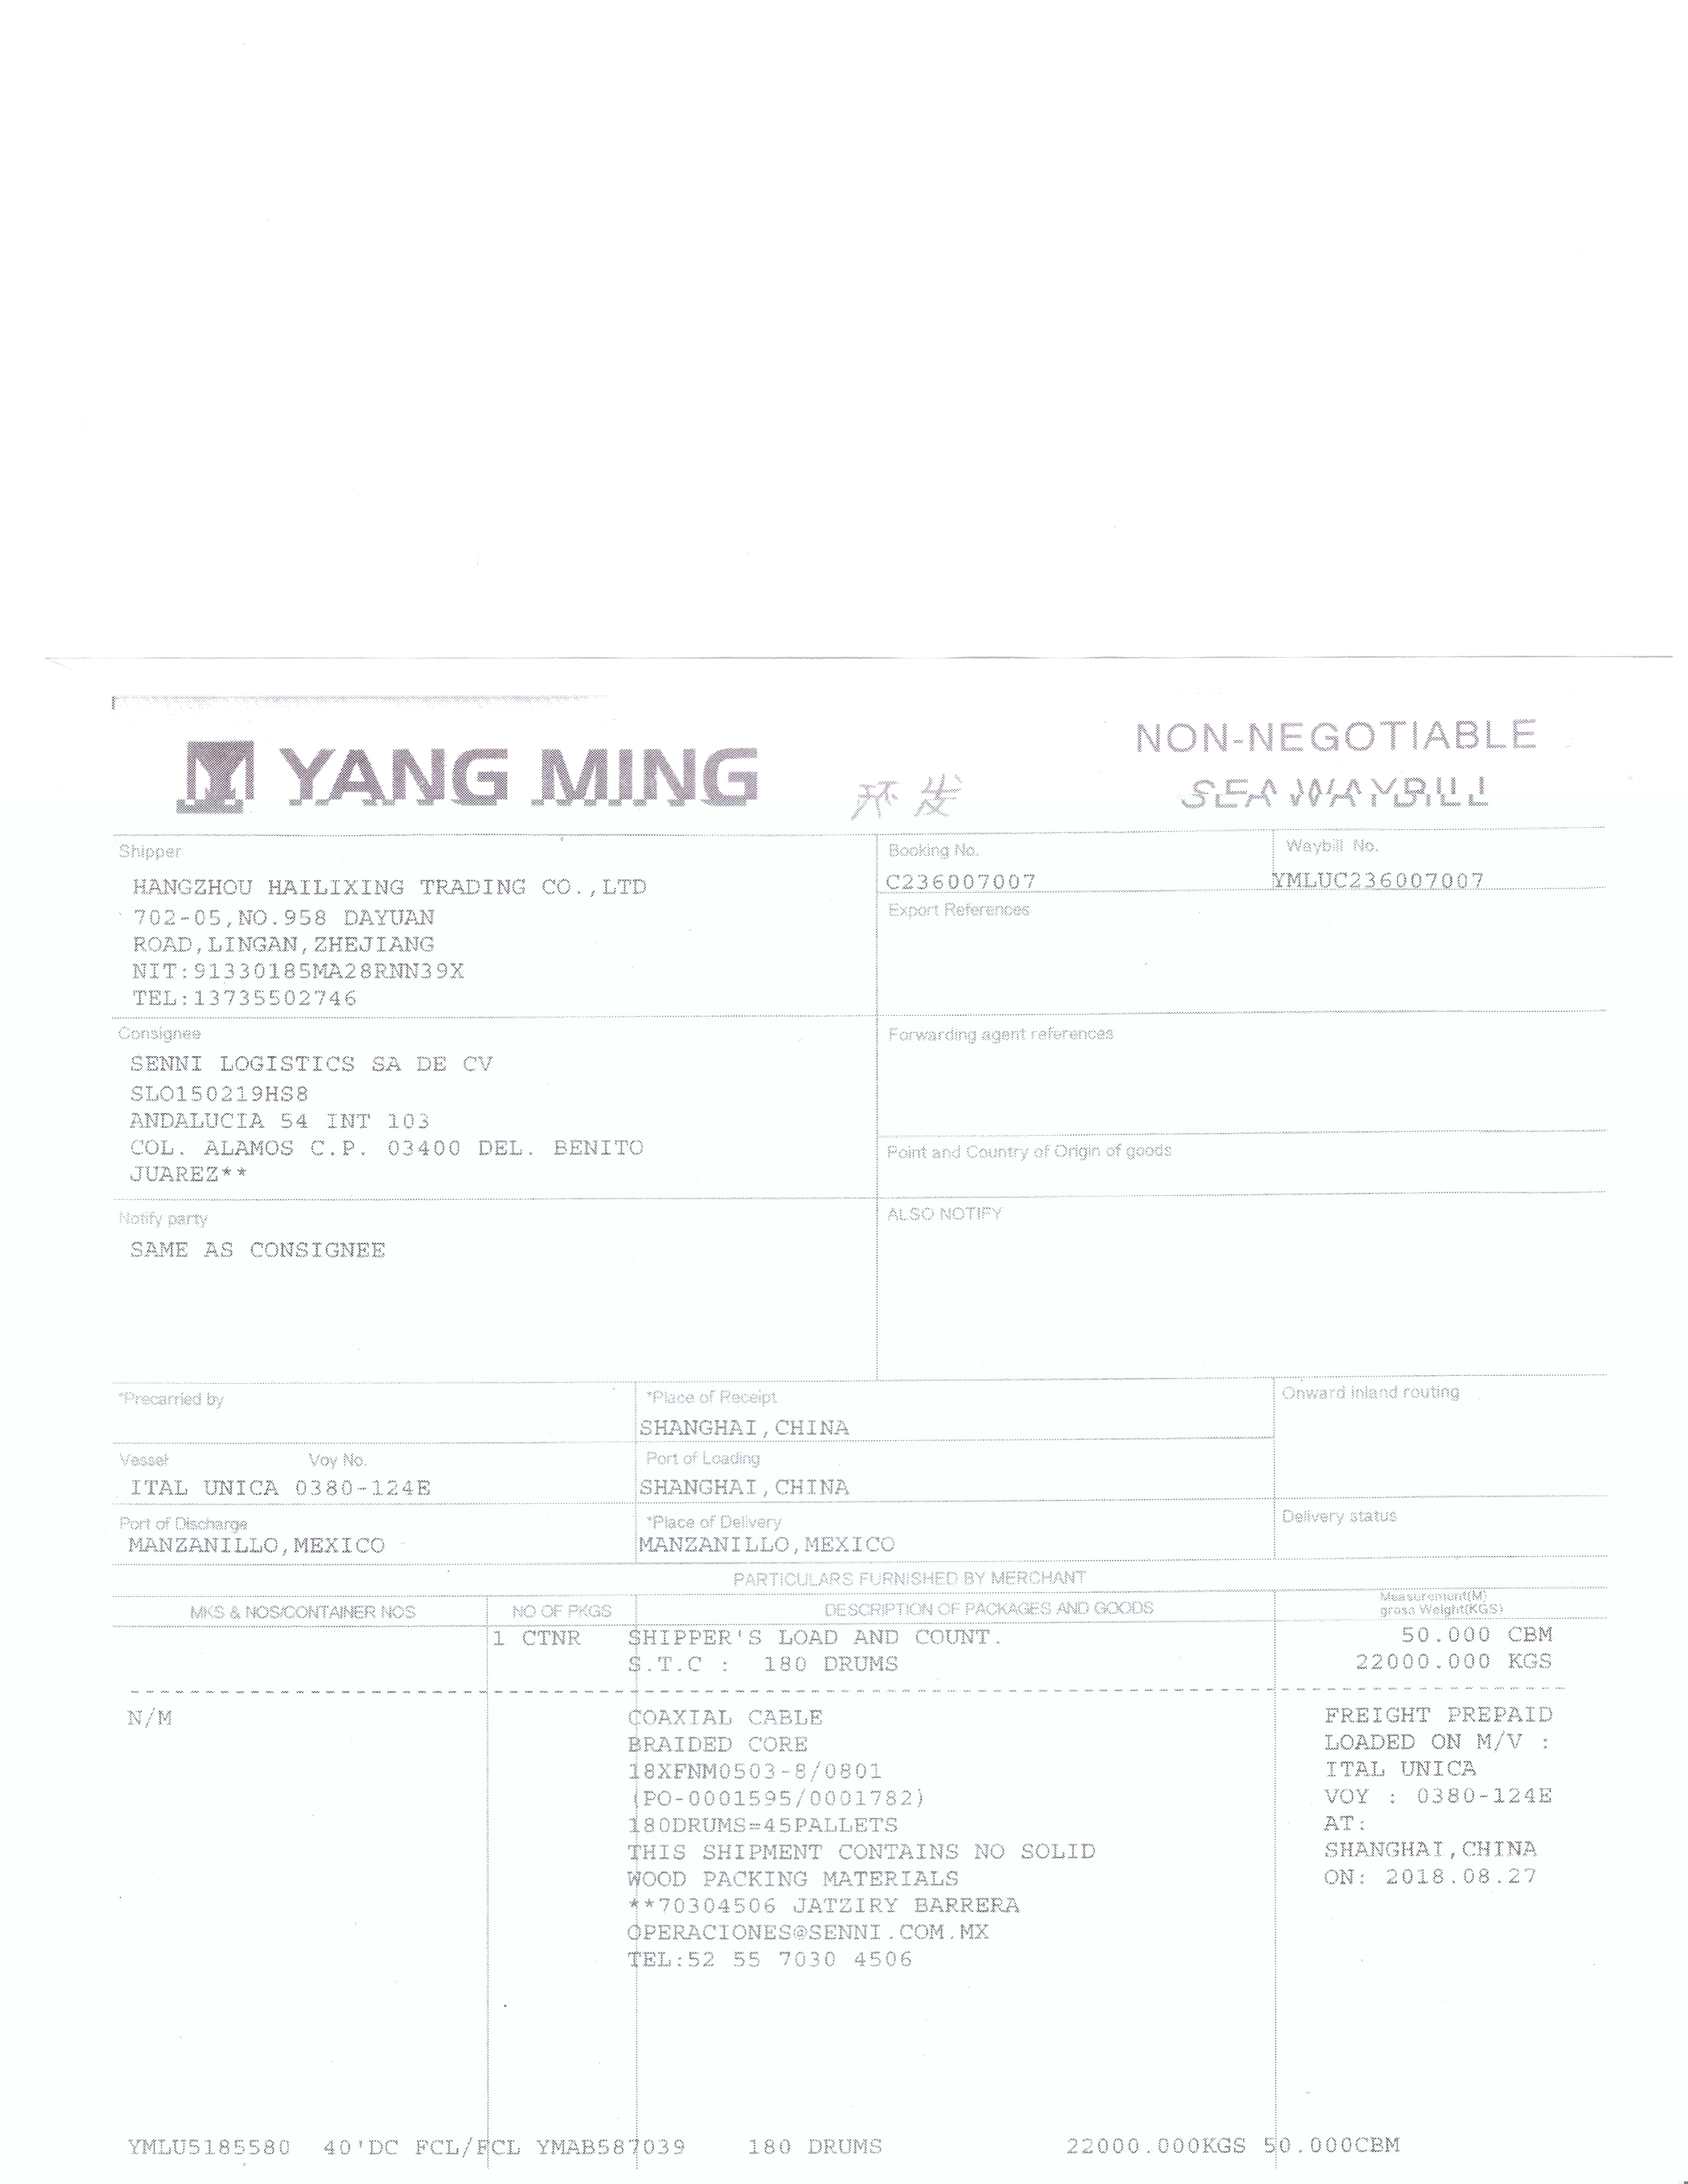 YANG MING
NON-NEGOTIABLE
SEA WAYBILL
环发
Shipper
HANGZHOU HAILIXING TRADING CO.,LTD
702-05,NO.958 DAYUAN
ROAD,LINGAN,ZHEJIANG
NIT:91330185MA28RNN39X
TEL:13735502746
Booking No.
C236007007
Waybill No.
YMLUC236007007
Export References
Consignee
SENNI LOGISTICS SA DE CV
SLO150219HS8
ANDALUCIA 54 INT 103
COL. ALAMOS C.P. 03400 DEL. BENITO
JUAREZ**
Forwarding agent references
Point and Country of Origin of goods
Notify party
SAME AS CONSIGNEE
ALSO NOTIFY
*Precarried by
*Place of Receipt
SHANGHAI,CHINA
Onward inland routing
Vessel Voy No.
ITAL UNICA 0380-124E
Port of Loading
SHANGHAI,CHINA
Port of Discharge
MANZANILLO,MEXICO
*Place of Delivery
MANZANILLO,MEXICO
Delivery status
PARTICULARS FURNISHED BY MERCHANT
MKS & NOS/CONTAINER NOS NO OF PKGS DESCRIPTION OF PACKAGES AND GOODS Measurement(M)
gross Weight(KGS)
1 CTNR SHIPPER'S LOAD AND COUNT. 50.000 CBM
S.T.C : 180 DRUMS 22000.000 KGS
N/M COAXIAL CABLE FREIGHT PREPAID
BRAIDED CORE LOADED ON M/V :
18XFNM0503-8/0801 ITAL UNICA
(PO-0001595/0001782) VOY : 0380-124E
180DRUMS=45PALLETS AT:
THIS SHIPMENT CONTAINS NO SOLID SHANGHAI,CHINA
WOOD PACKING MATERIALS ON: 2018.08.27
**70304506 JATZIRY BARRERA
OPERACIONES@SENNI.COM.MX
TEL:52 55 7030 4506
YMLU5185580 40'DC FCL/FCL YMAB587039 180 DRUMS 22000.000KGS 50.000CBM